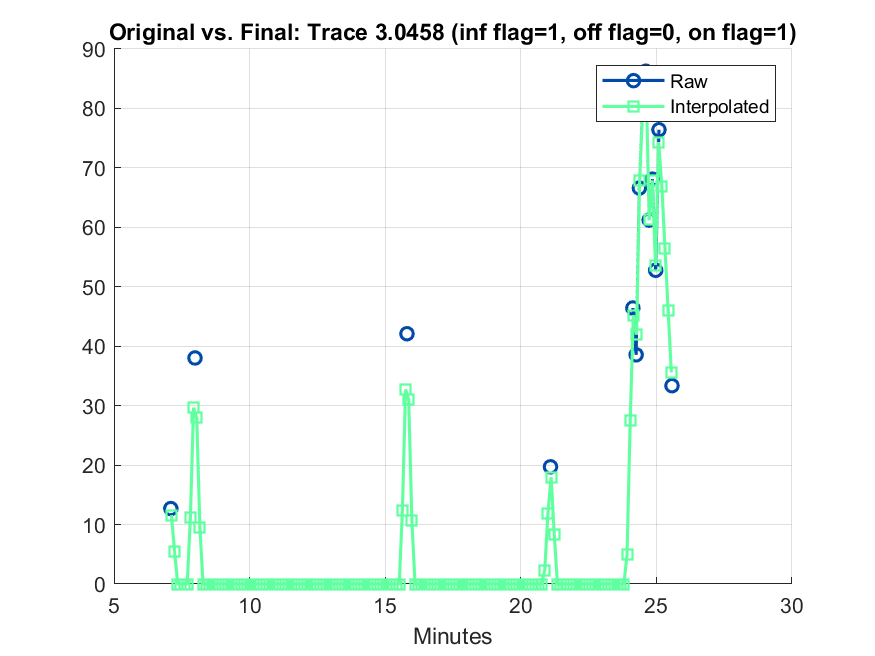 Original vs. Final: Trace 3.0458 (inf flag=1, off flag=0, on flag=1)
90
80
70
60
50
40
30
20
10
0
Raw
Interpolated
5 10 15 20 25 30
Minutes